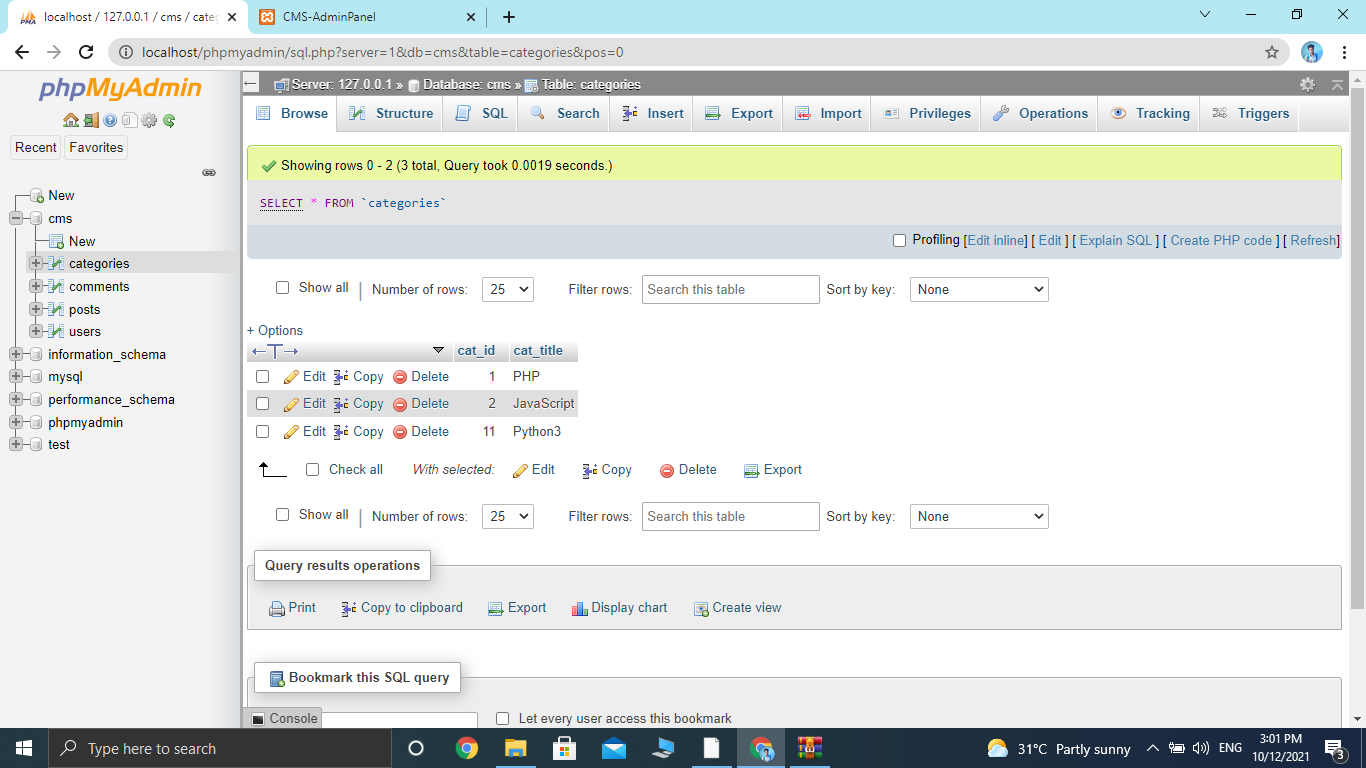 localhost / 127.0.0.1 / cms / categ
CMS-AdminPanel
localhost/phpmyadmin/sql.php?server=1&db=cms&table=categories&pos=0
phpMyAdmin
Recent Favorites
New
cms
New
categories
comments
posts
users
information_schema
mysql
performance_schema
phpmyadmin
test
Server: 127.0.0.1 » Database: cms » Table: categories
Browse Structure SQL Search Insert Export Import Privileges Operations Tracking Triggers
Showing rows 0 - 2 (3 total, Query took 0.0019 seconds.)
SELECT * FROM `categories`
Profiling [Edit inline] [ Edit ] [ Explain SQL ] [ Create PHP code ] [ Refresh]
Show all | Number of rows: 25 Filter rows: Search this table Sort by key: None
+ Options
←T→ cat_id cat_title
Edit Copy Delete 1 PHP
Edit Copy Delete 2 JavaScript
Edit Copy Delete 11 Python3
Check all With selected: Edit Copy Delete Export
Show all | Number of rows: 25 Filter rows: Search this table Sort by key: None
Query results operations
Print Copy to clipboard Export Display chart Create view
Bookmark this SQL query
Console
Let every user access this bookmark
Type here to search
31°C Partly sunny
ENG
3:01 PM
10/12/2021
3